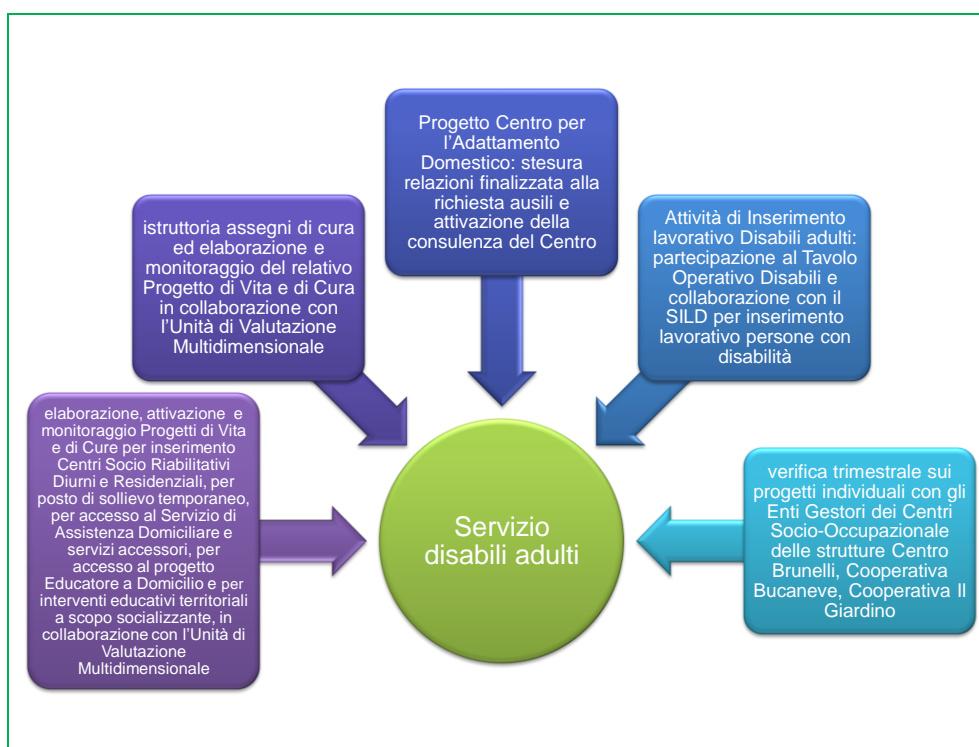 Progetto Centro per
l'Adattamento
Domestico: stesura
relazioni finalizzata alla
richiesta ausili e
attivazione della
consulenza del Centro
istruttoria assegni di cura
ed elaborazione e
monitoraggio del relativo
Progetto di Vita e di Cura
in collaborazione con
l'Unità di Valutazione
Multidimensionale
Attività di Inserimento
lavorativo Disabili adulti:
partecipazione al Tavolo
Operativo Disabili e
collaborazione con il
SILD per inserimento
lavorativo persone con
disabilità
elaborazione, attivazione e
monitoraggio Progetti di Vita
e di Cure per inserimento
Centri Socio Riabilitativi
Diurni e Residenziali, per
posto di sollievo temporaneo,
per accesso al Servizio di
Assistenza Domiciliare e
servizi accessori, per
accesso al progetto
Educatore a Domicilio e per
interventi educativi territoriali
a scopo socializzante, in
collaborazione con l'Unità di
Valutazione
Multidimensionale
Servizio
disabili adulti
verifica trimestrale sui
progetti individuali con gli
Enti Gestori dei Centri
Socio-Occupazionale
delle strutture Centro
Brunelli, Cooperativa
Bucaneve, Cooperativa Il
Giardino